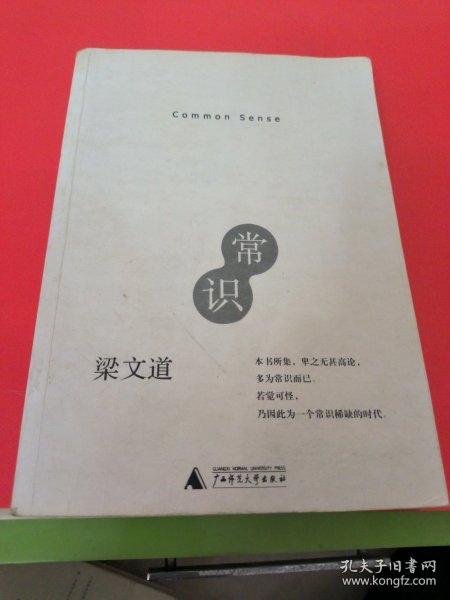 Common Sense
常
识
梁文道
本书所集，卑之无甚高论，
多为常识而已。
若觉可怪，
乃因此为一个常识稀缺的时代。
GUANGXI NORMAL UNIVERSITY PRESS
广西师范大学出版社
孔夫子旧书网
www.kongfz.com